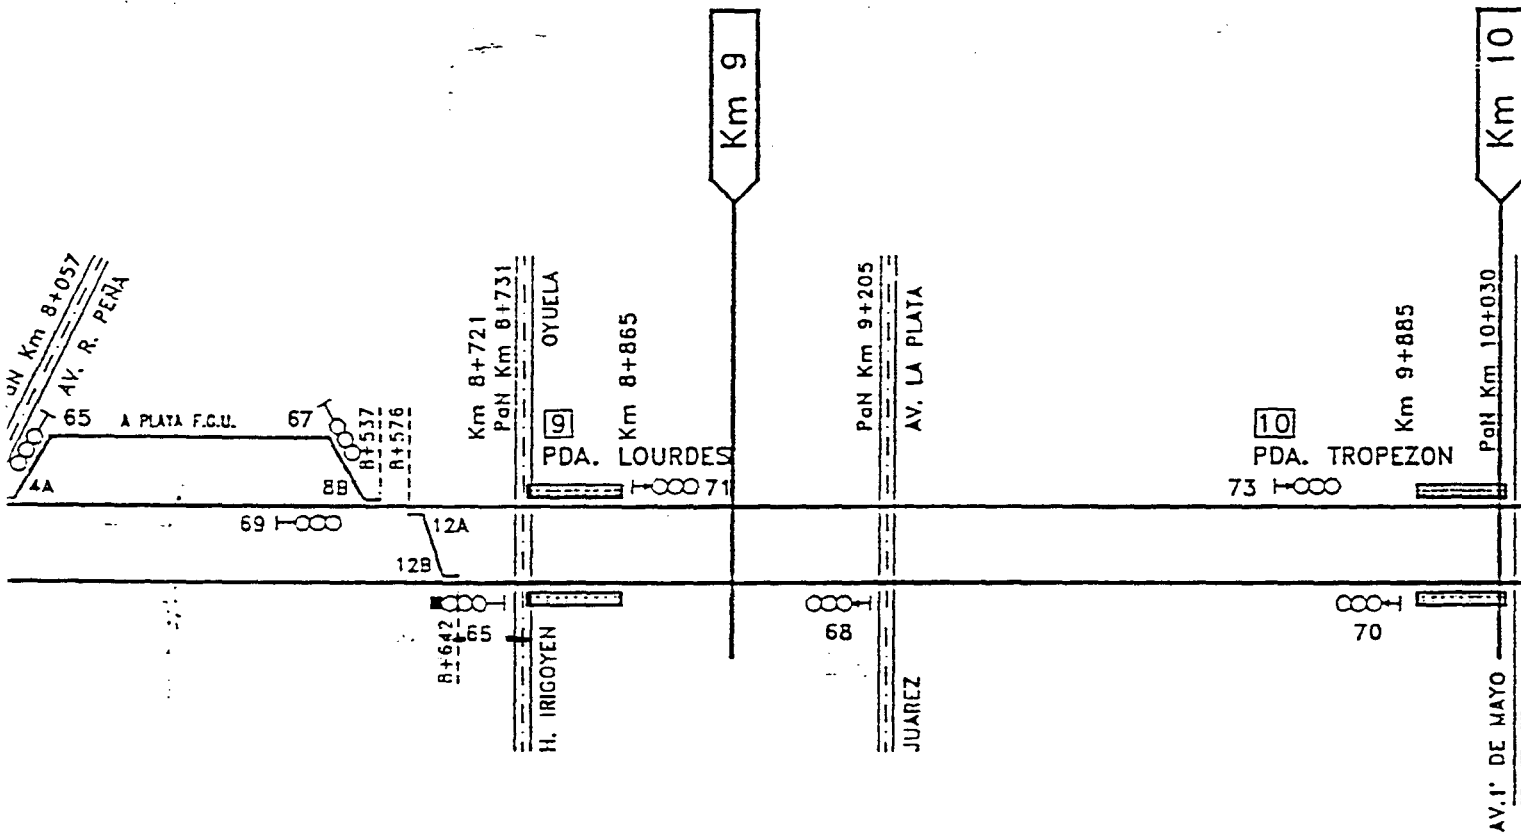 Km 9
Km 10
Km 8+057
AV. R. PEÑA
65
A PLAYA F.G.U.
67
8+537
8+576
Km 8+721
PaN Km 8+731
OYUELA
Km 8+865
PaN Km 9+205
AV. LA PLATA
Km 9+885
PaN Km 10+030
9
PDA. LOURDES
10
PDA. TROPEZON
4A
8B
71
73
69
12A
12B
65
68
70
8+642
H. IRIGOYEN
JUAREZ
AV.1° DE MAYO